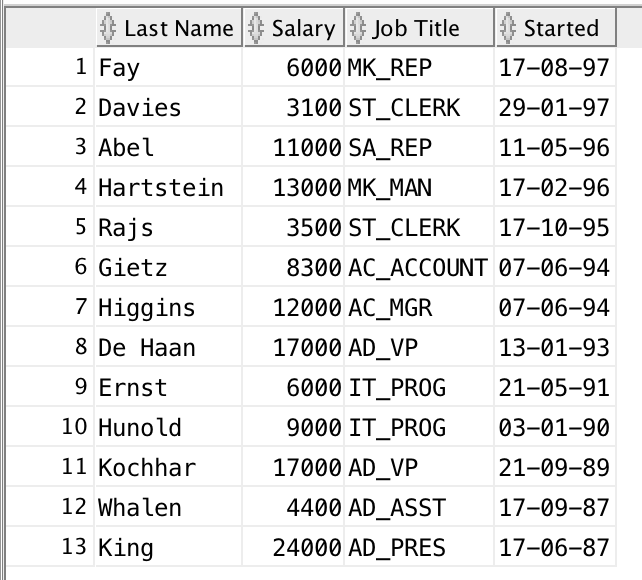 Last Name Salary Job Title Started
1 Fay 6000 MK_REP 17-08-97
2 Davies 3100 ST_CLERK 29-01-97
3 Abel 11000 SA_REP 11-05-96
4 Hartstein 13000 MK_MAN 17-02-96
5 Rajs 3500 ST_CLERK 17-10-95
6 Gietz 8300 AC_ACCOUNT 07-06-94
7 Higgins 12000 AC_MGR 07-06-94
8 De Haan 17000 AD_VP 13-01-93
9 Ernst 6000 IT_PROG 21-05-91
10 Hunold 9000 IT_PROG 03-01-90
11 Kochhar 17000 AD_VP 21-09-89
12 Whalen 4400 AD_ASST 17-09-87
13 King 24000 AD_PRES 17-06-87